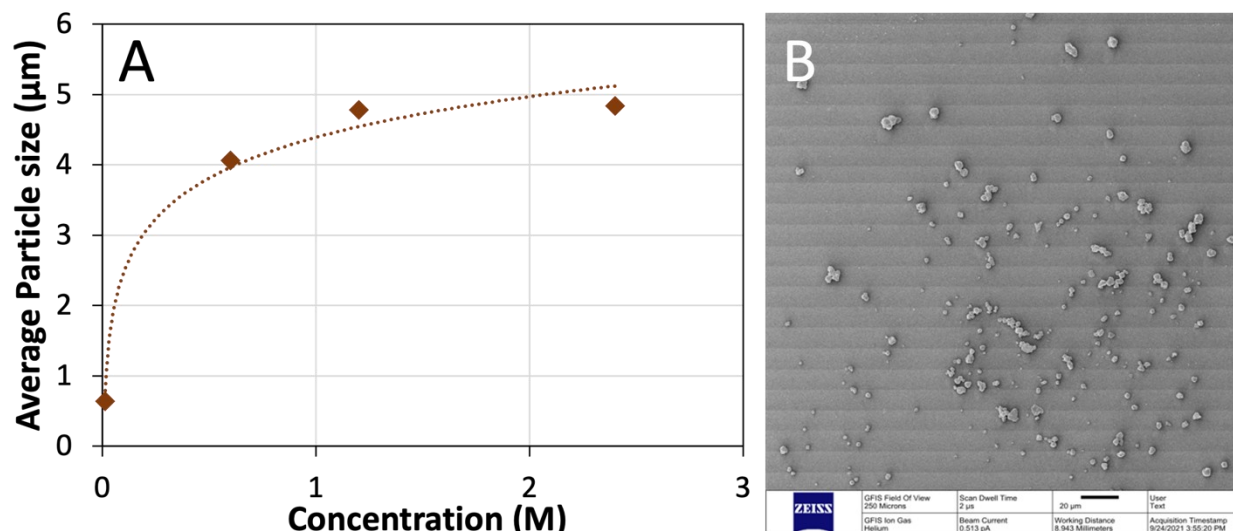 A
Average Particle size (µm)
6
5
4
3
2
1
0
0
1
2
3
Concentration (M)
B
ZEISS
GFIS Field Of View
250 Microns
Scan Dwell Time
2 µs
20 µm
User
Text
GFIS Ion Gas
Helium
Beam Current
0.513 pA
Working Distance
8.943 Millimeters
Acquisition Timestamp
9/24/2021 3:55:20 PM